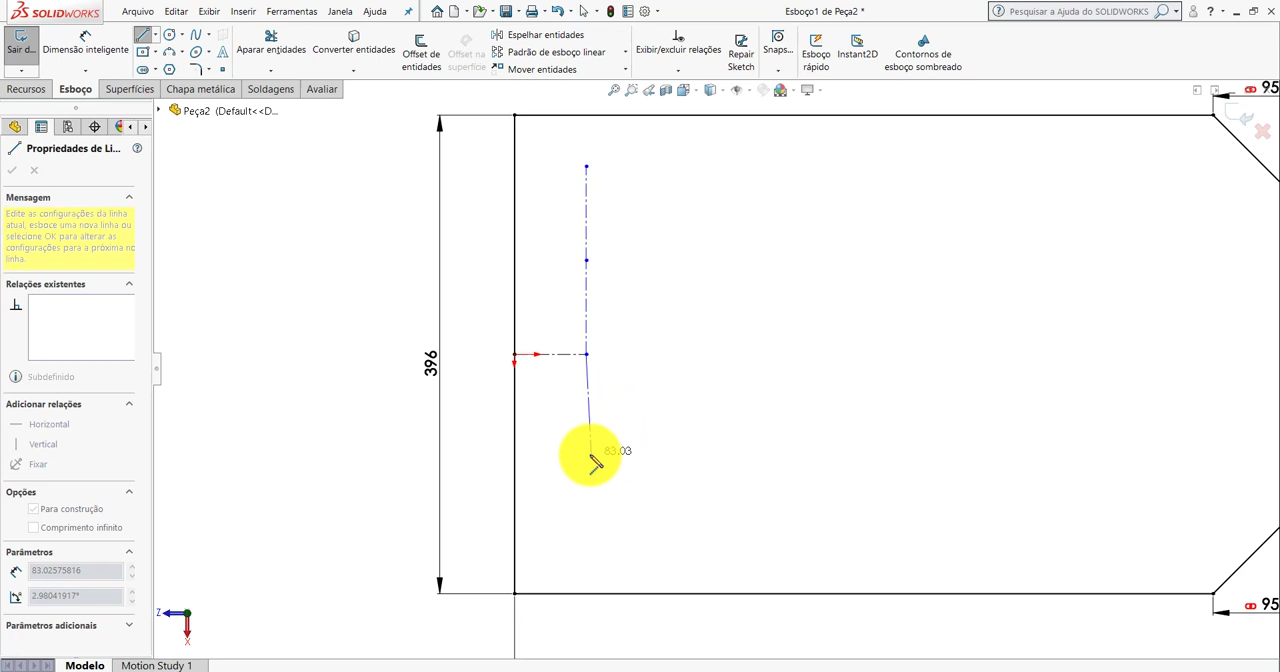 SOLIDWORKS
Arquivo Editar Exibir Inserir Ferramentas Janela Ajuda
Esboço1 de Peça2 *
Pesquisar a Ajuda do SOLIDWORKS
Sair d...
Dimensão inteligente
Aparar entidades
Converter entidades
Offset de entidades
Offset na superfície
Espelhar entidades
Padrão de esboço linear
Mover entidades
Exibir/excluir relações
Repair Sketch
Snaps...
Esboço rápido
Instant2D
Contornos de esboço sombreado
Recursos Esboço Superfícies Chapa metálica Soldagens Avaliar
Peça2 (Default<<D...
Propriedades de Li...
Mensagem
Edite as configurações da linha
atual, esboce uma nova linha ou
selecione OK para alterar as
configurações para a próxima no
linha.
Relações existentes
Subdefinido
Adicionar relações
Horizontal
Vertical
Fixar
Opções
Para construção
Comprimento infinito
Parâmetros
83.02575816
2.98041917°
Parâmetros adicionais
95
396
83.03
95
Z
X
Modelo Motion Study 1